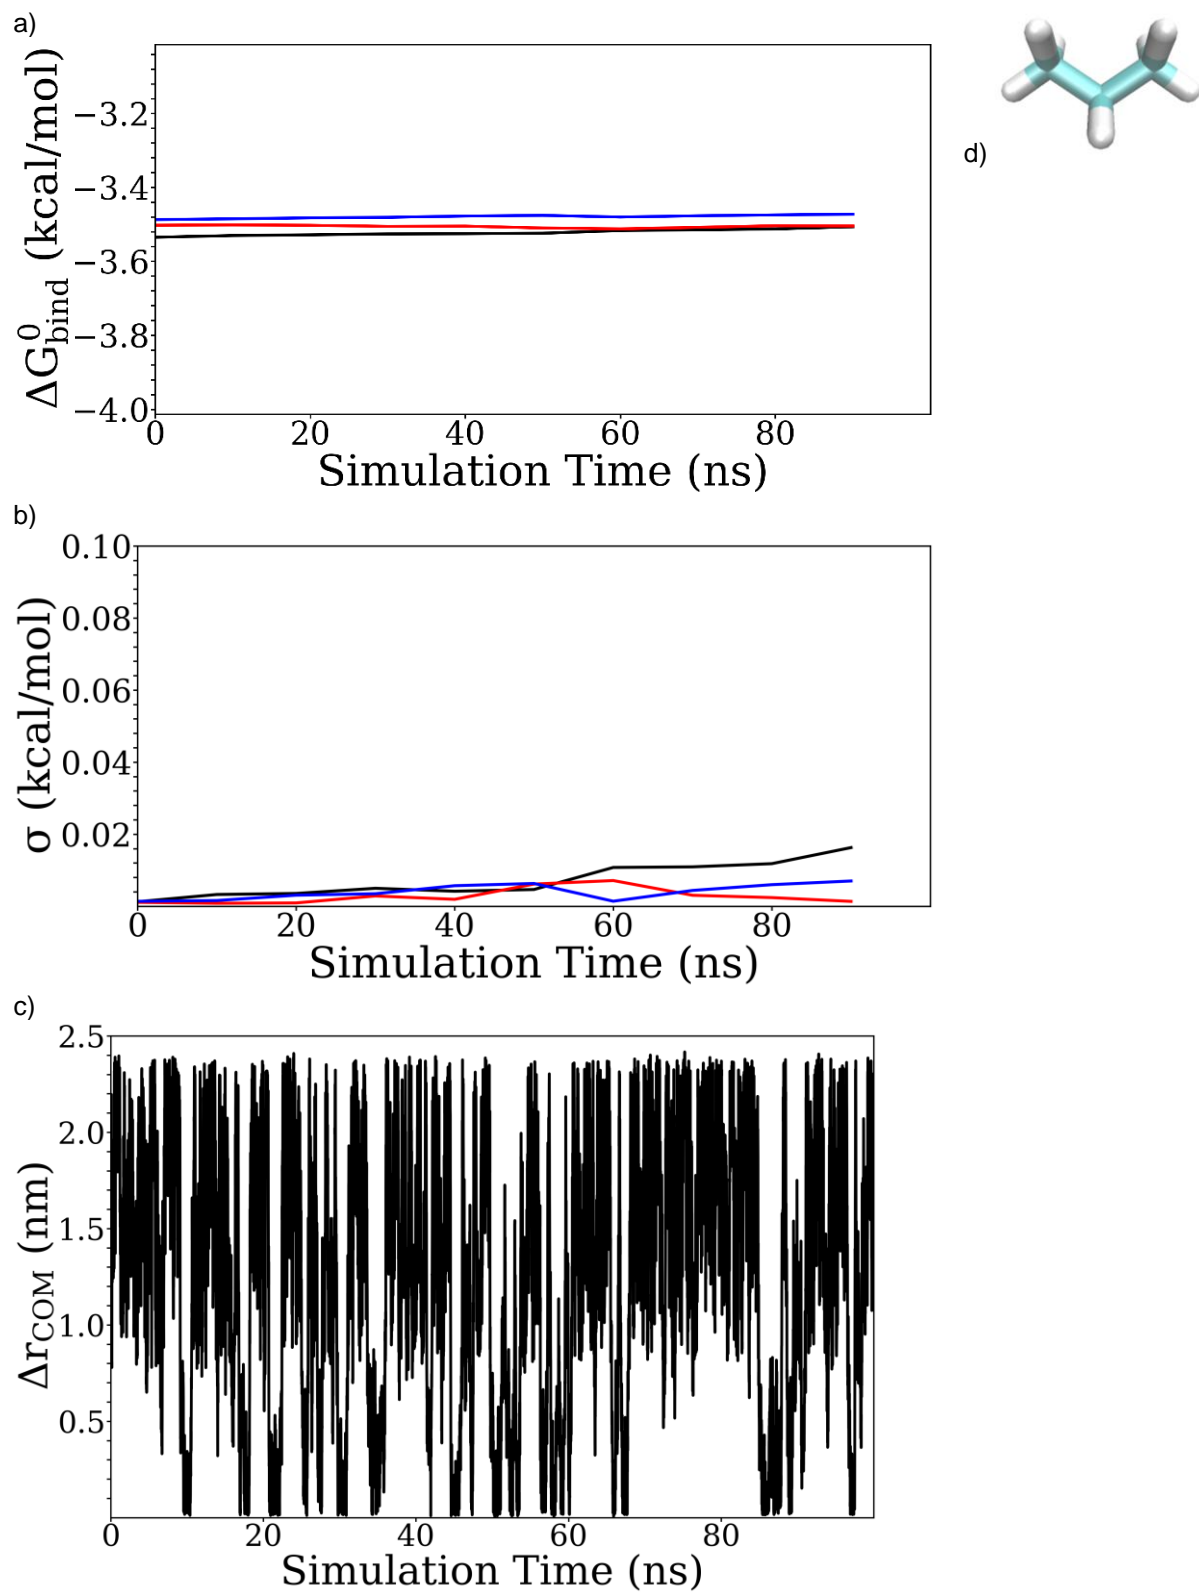 a)
−3.2
−3.4
−3.6
−3.8
−4.0
ΔG⁰bind (kcal/mol)
0 20 40 60 80
Simulation Time (ns)
d)
b)
0.10
0.08
0.06
0.04
0.02
σ (kcal/mol)
0 20 40 60 80
Simulation Time (ns)
c)
2.5
2.0
1.5
1.0
0.5
ΔrCOM (nm)
0 20 40 60 80
Simulation Time (ns)